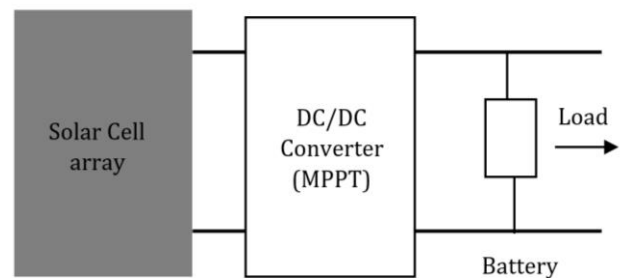 Solar Cell
array
DC/DC
Converter
(MPPT)
Load
Battery